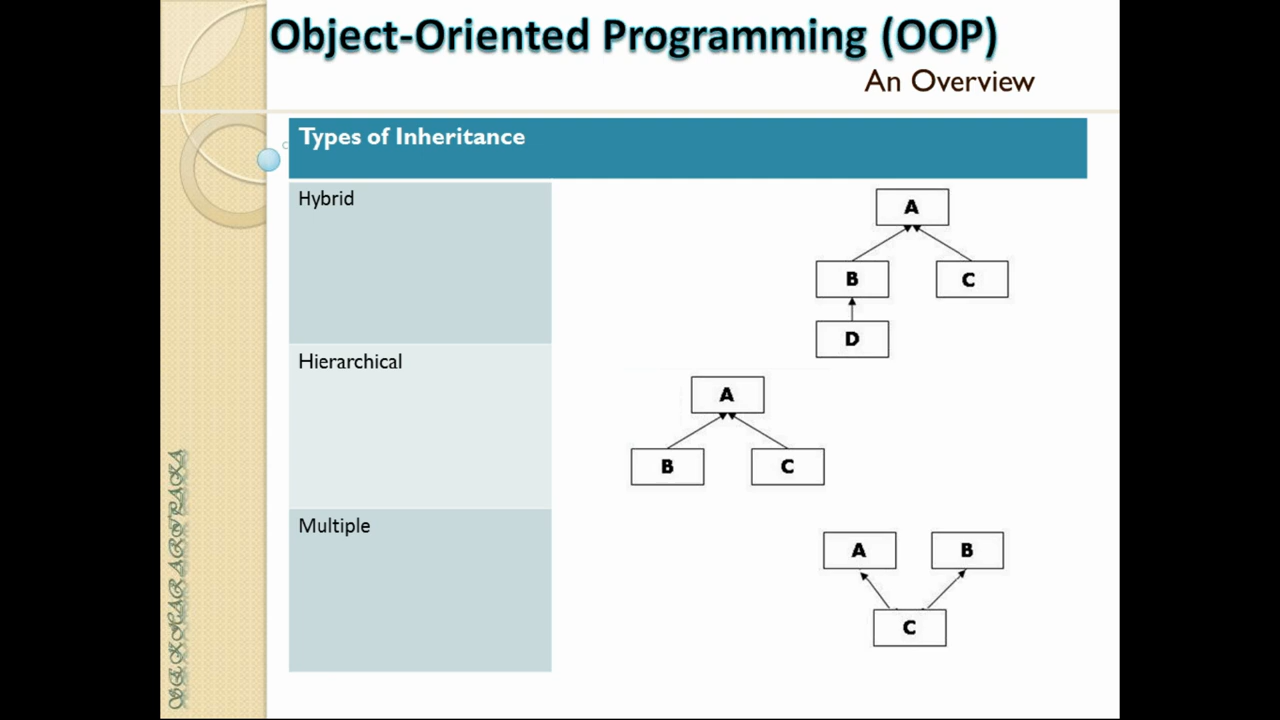 Object-Oriented Programming (OOP)
An Overview
Types of Inheritance
Hybrid
A
B
C
D
Hierarchical
A
B
C
Multiple
A
B
C